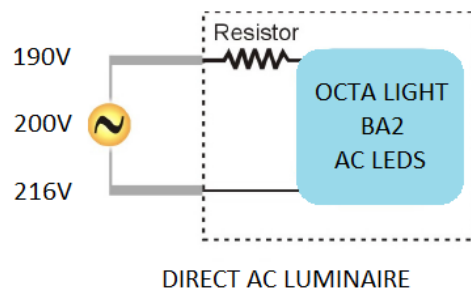 Resistor
190V
OCTA LIGHT
BA2
AC LEDS
200V
216V
DIRECT AC LUMINAIRE